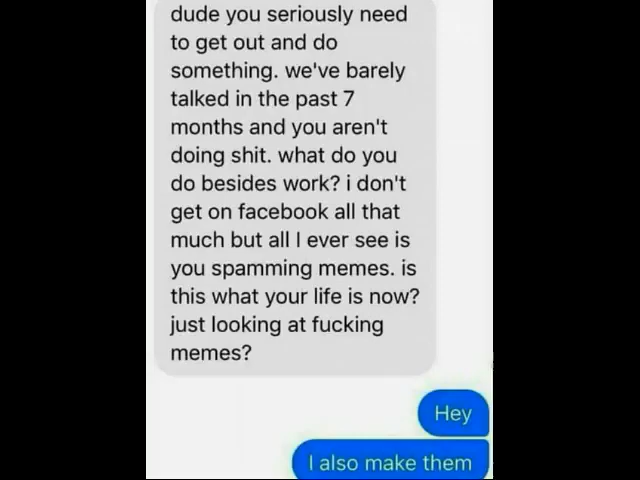 dude you seriously need
to get out and do
something. we've barely
talked in the past 7
months and you aren't
doing shit. what do you
do besides work? i don't
get on facebook all that
much but all I ever see is
you spamming memes. is
this what your life is now?
just looking at fucking
memes?
Hey
I also make them